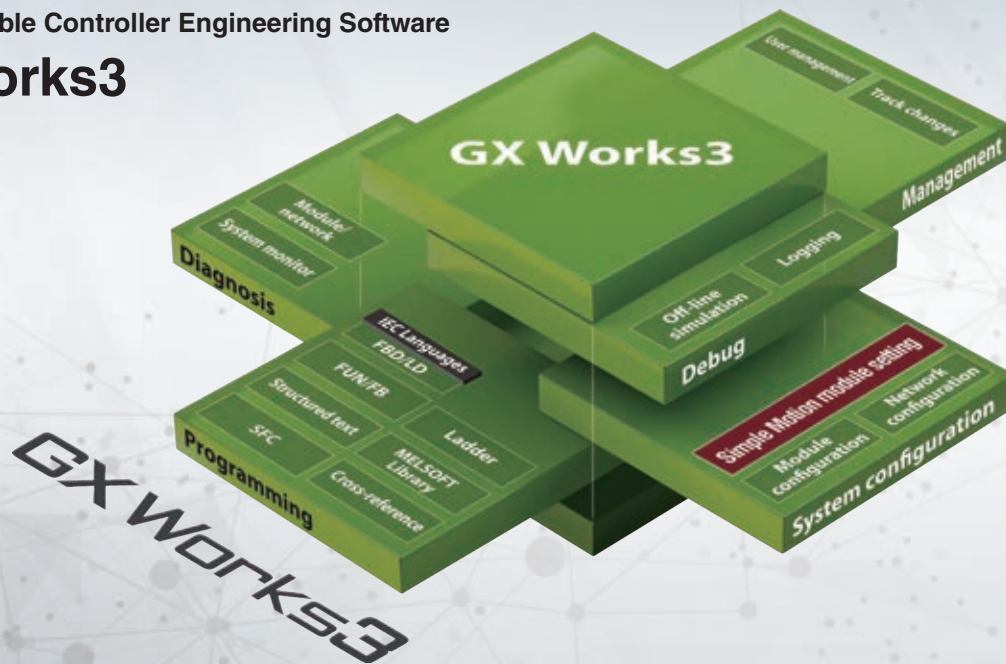 ble Controller Engineering Software
orks3
GX Works3
User management
Track changes
Management
Module/
network
System monitor
Diagnosis
Logging
Off-line
simulation
Debug
IEC Languages
FBD/LD
FUN/FB
Structured text
SFC
Ladder
MELSOFT
Library
Cross-reference
Programming
Simple Motion module setting
Network
configuration
Module
configuration
System configuration
GX Works3